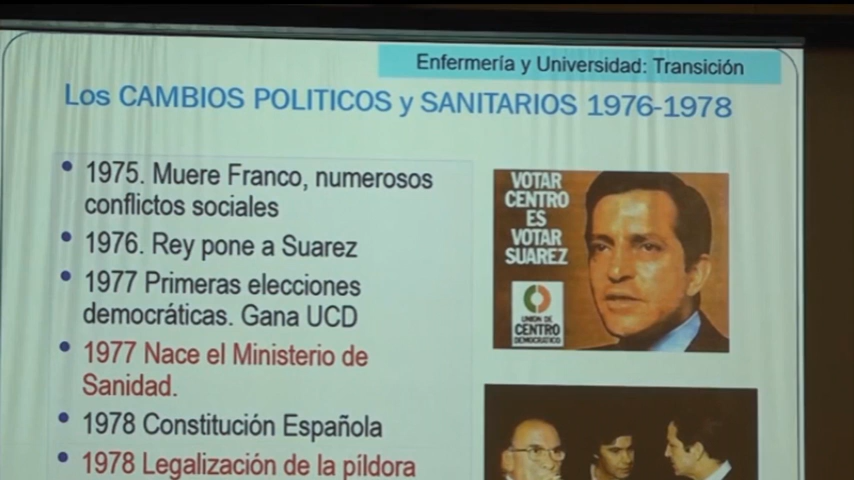 Enfermería y Universidad: Transición
Los CAMBIOS POLITICOS y SANITARIOS 1976-1978
• 1975. Muere Franco, numerosos
conflictos sociales
• 1976. Rey pone a Suarez
• 1977 Primeras elecciones
democráticas. Gana UCD
• 1977 Nace el Ministerio de
Sanidad.
• 1978 Constitución Española
• 1978 Legalización de la píldora
VOTAR
CENTRO
ES
VOTAR
SUAREZ
UNION DE
CENTRO
DEMOCRATICO